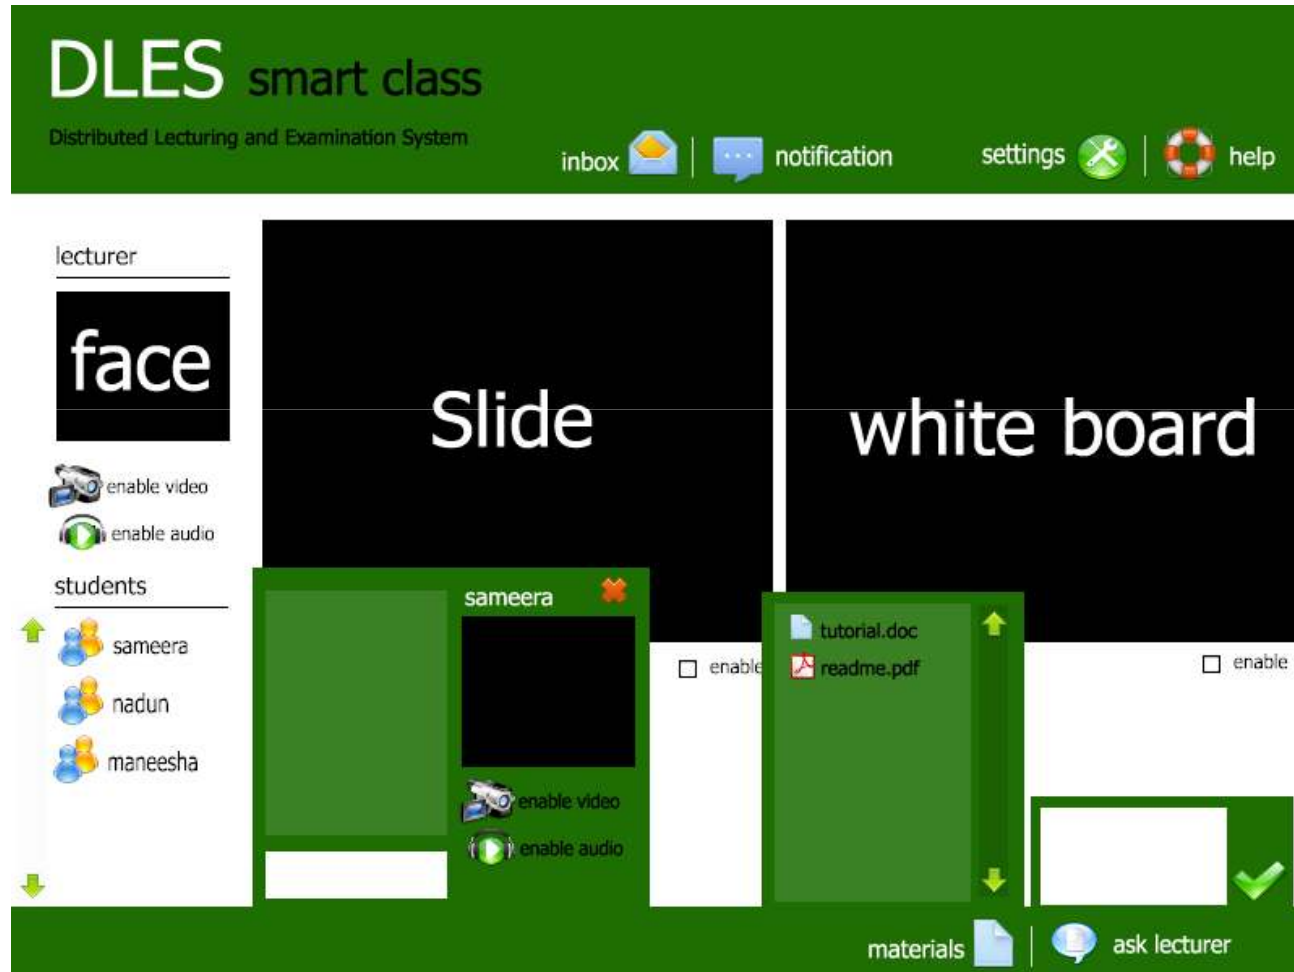 DLES smart class
Distributed Lecturing and Examination System
inbox
notification
settings
help
lecturer
face
enable video
enable audio
students
sameera
nadun
maneesha
Slide
white board
sameera
enable video
enable audio
enable
tutorial.doc
readme.pdf
enable
materials
ask lecturer